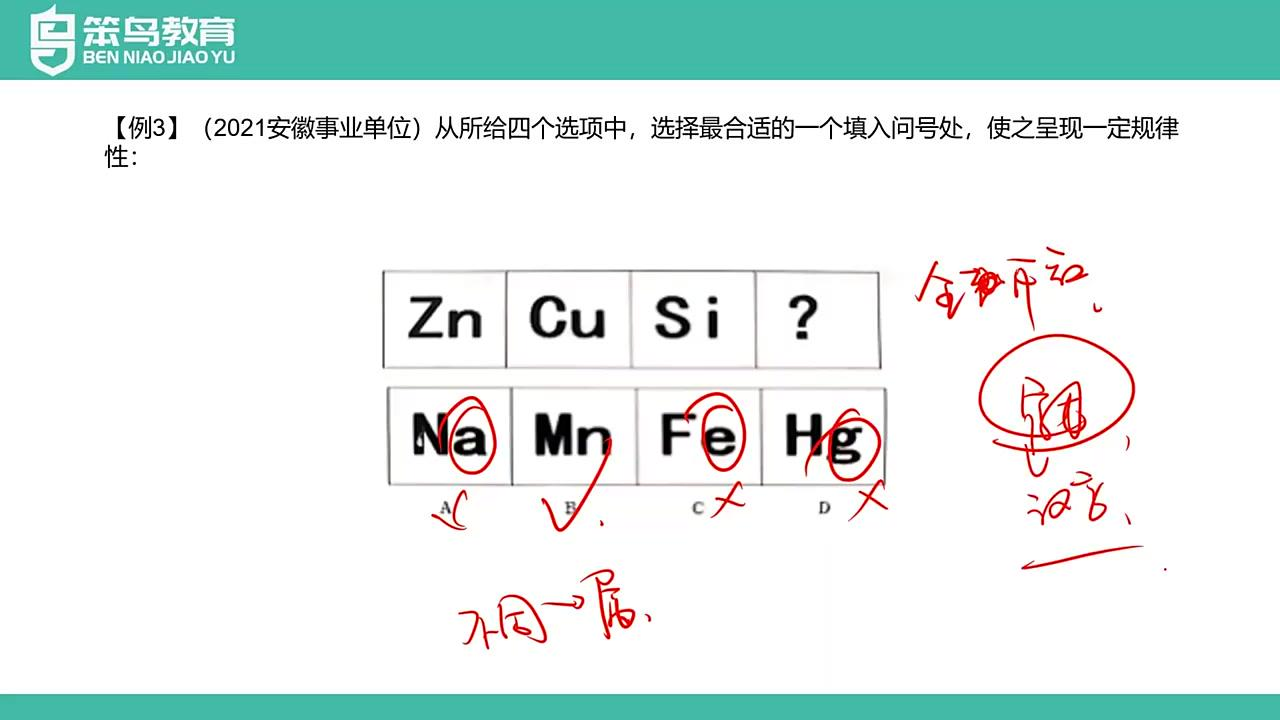 笨鸟教育
BEN NIAO JIAO YU
【例3】（2021安徽事业单位）从所给四个选项中，选择最合适的一个填入问号处，使之呈现一定规律
性：
Zn Cu Si ?
Na Mn Fe Hg
A B C D
汉字、
不同→属、